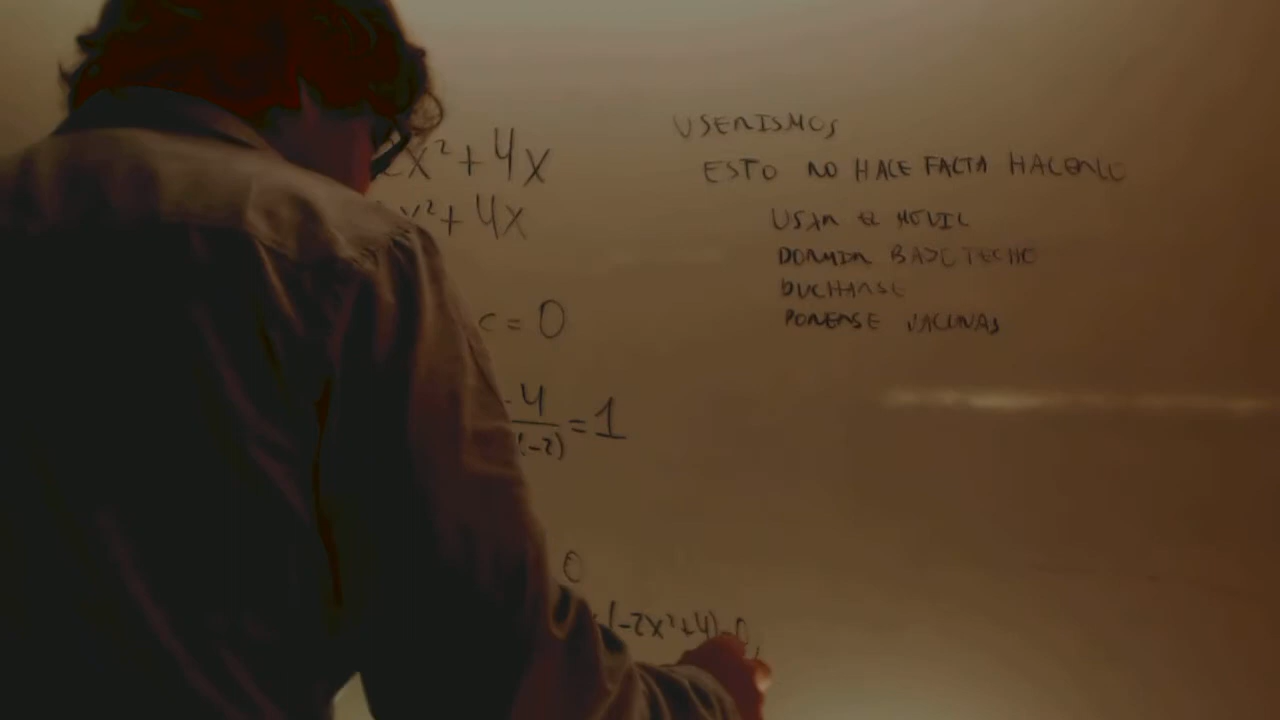 2x²+4x
x²+4x
c=0
-4/(-2)=1
0
(-2x²+4)-0
USERISMOS
ESTO NO HACE FALTA HACERLO
USAR EL MOVIL
DORMIR BAJO TECHO
DUCHARSE
PONERSE VACUNAS